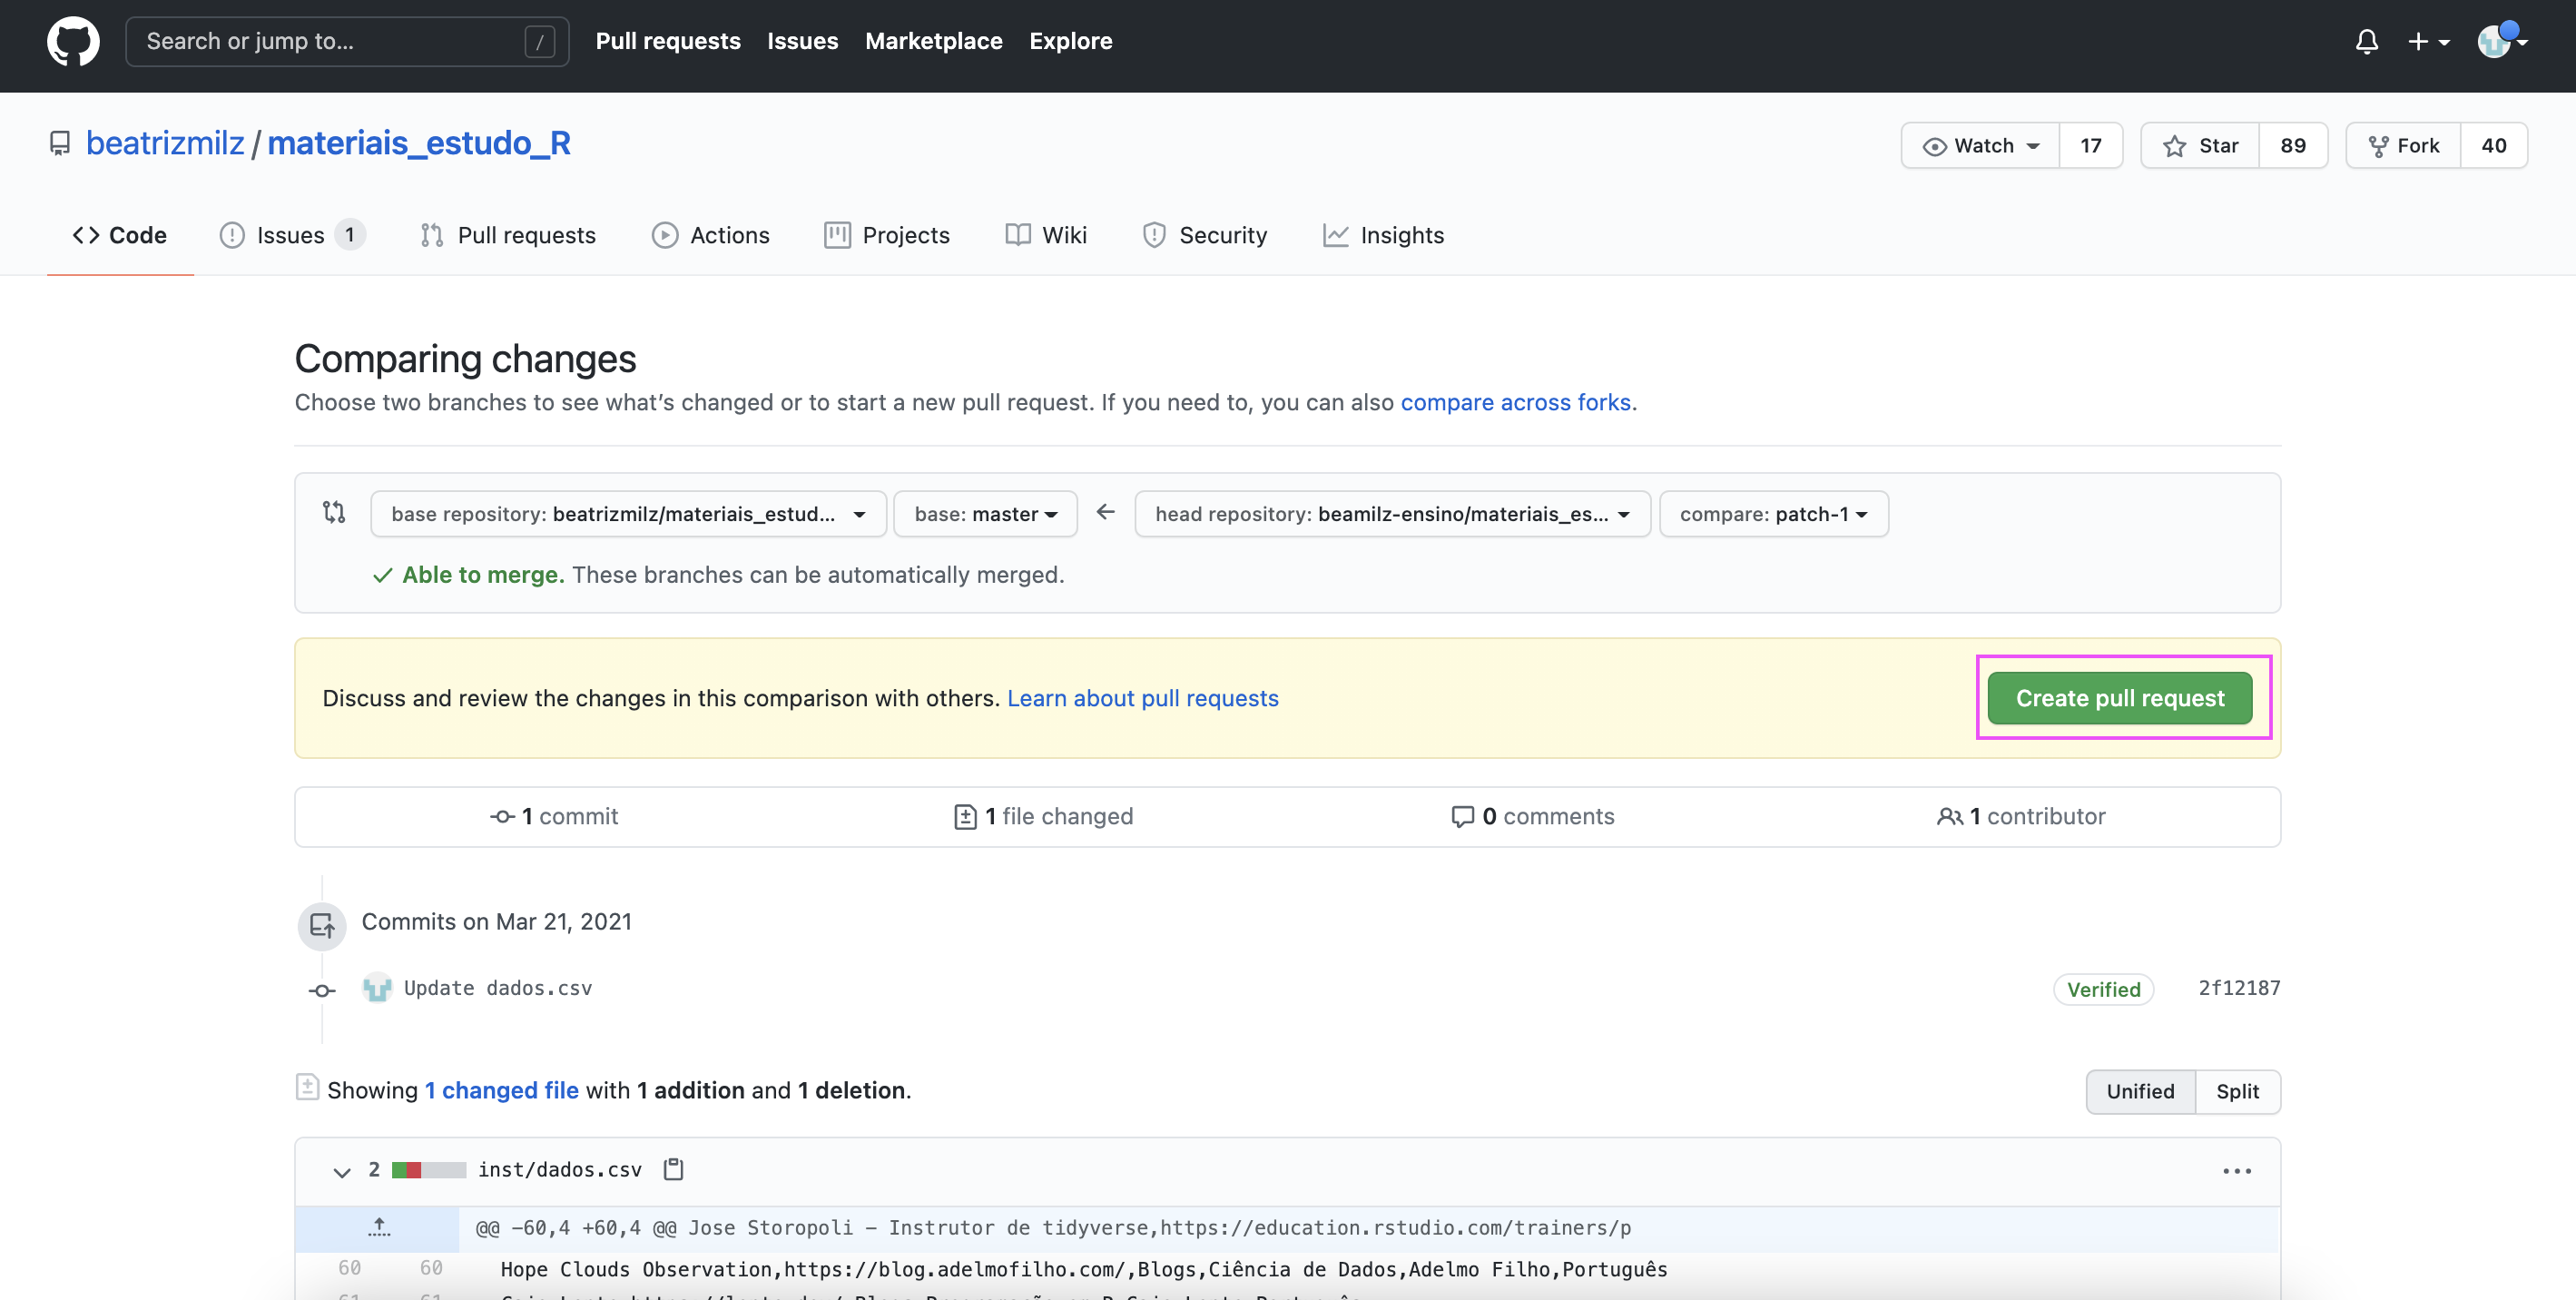 Search or jump to... /
Pull requests Issues Marketplace Explore
beatrizmilz / materiais_estudo_R
Watch 17 Star 89 Fork 40
Code Issues 1 Pull requests Actions Projects Wiki Security Insights
Comparing changes
Choose two branches to see what's changed or to start a new pull request. If you need to, you can also compare across forks.
base repository: beatrizmilz/materiais_estud... base: master ← head repository: beamilz-ensino/materiais_es... compare: patch-1
Able to merge. These branches can be automatically merged.
Discuss and review the changes in this comparison with others. Learn about pull requests
Create pull request
1 commit 1 file changed 0 comments 1 contributor
Commits on Mar 21, 2021
Update dados.csv Verified 2f12187
Showing 1 changed file with 1 addition and 1 deletion. Unified Split
2 inst/dados.csv
@@ -60,4 +60,4 @@ Jose Storopoli - Instrutor de tidyverse,https://education.rstudio.com/trainers/p
60 60 Hope Clouds Observation,https://blog.adelmofilho.com/,Blogs,Ciência de Dados,Adelmo Filho,Português
61 61